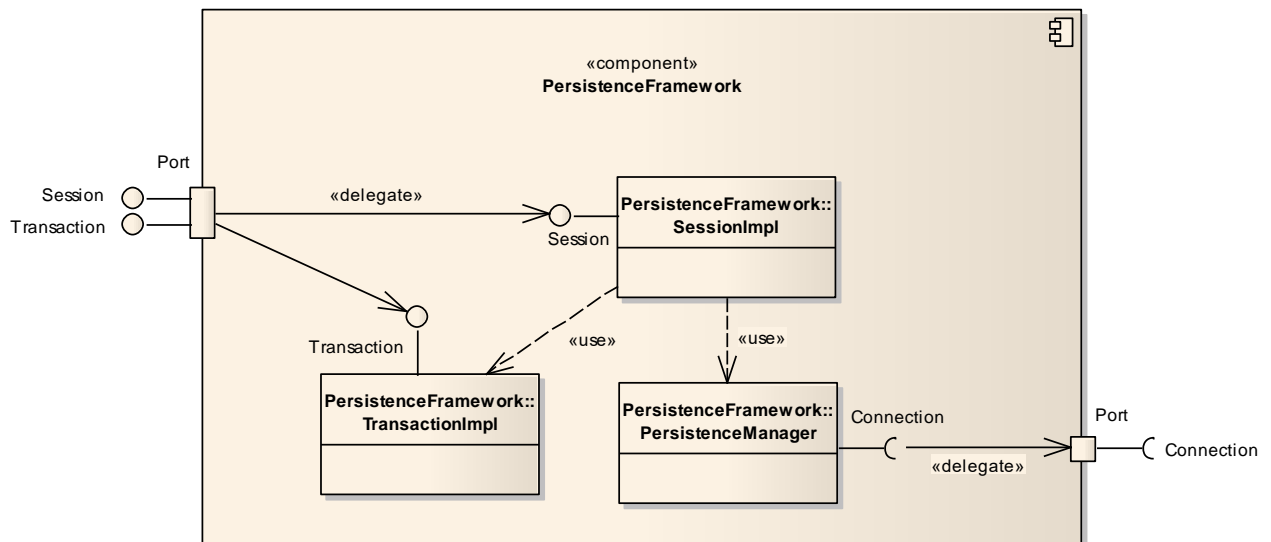 «component»
PersistenceFramework
Port
Session
Transaction
«delegate»
Session
PersistenceFramework::
SessionImpl
Transaction
«use»
«use»
PersistenceFramework::
TransactionImpl
PersistenceFramework::
PersistenceManager
Connection
«delegate»
Port
Connection